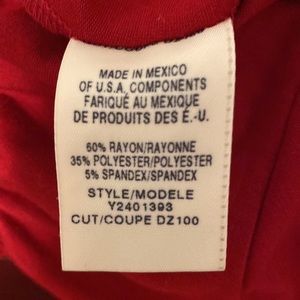 MADE IN MEXICO
OF U.S.A. COMPONENTS
FARIQUÉ AU MEXIQUE
DE PRODUITS DES É.-U.
60% RAYON/RAYONNE
35% POLYESTER/POLYESTER
5% SPANDEX/SPANDEX
STYLE/MODELE
Y2401393
CUT/COUPE DZ100